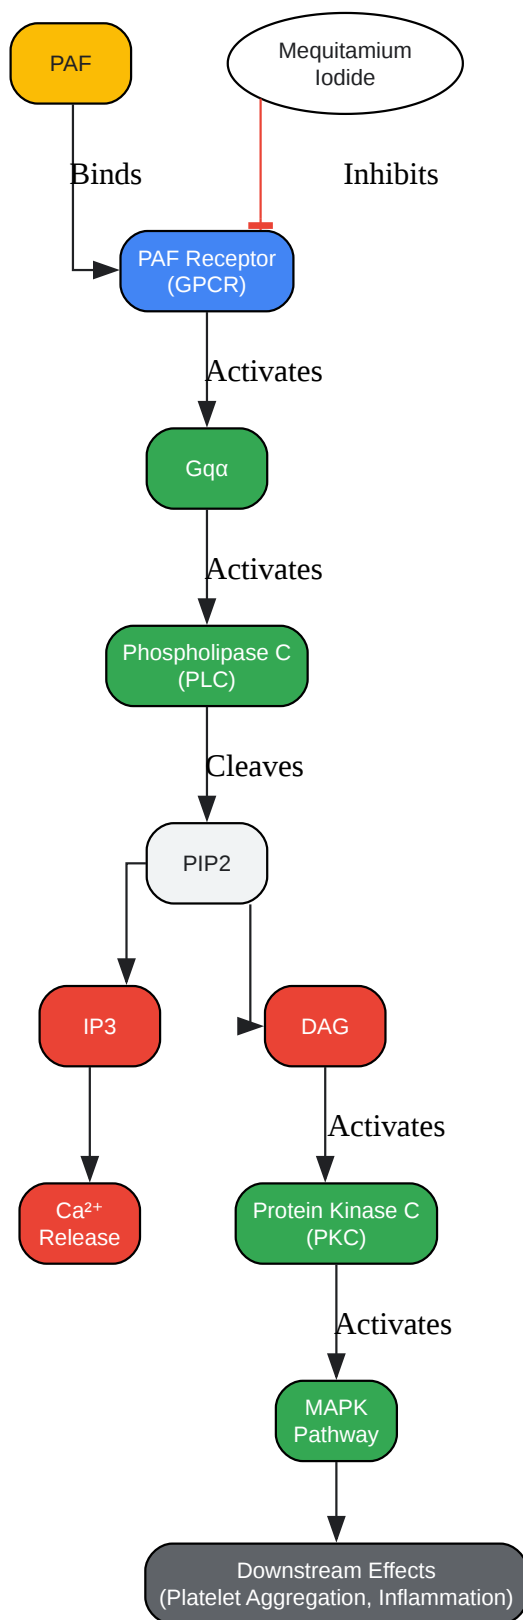 PAF
Mequitamium
Iodide
Binds
Inhibits
PAF Receptor
(GPCR)
Activates
Gqα
Activates
Phospholipase C
(PLC)
Cleaves
PIP2
IP3
DAG
Activates
Ca²⁺
Release
Protein Kinase C
(PKC)
Activates
MAPK
Pathway
Downstream Effects
(Platelet Aggregation, Inflammation)